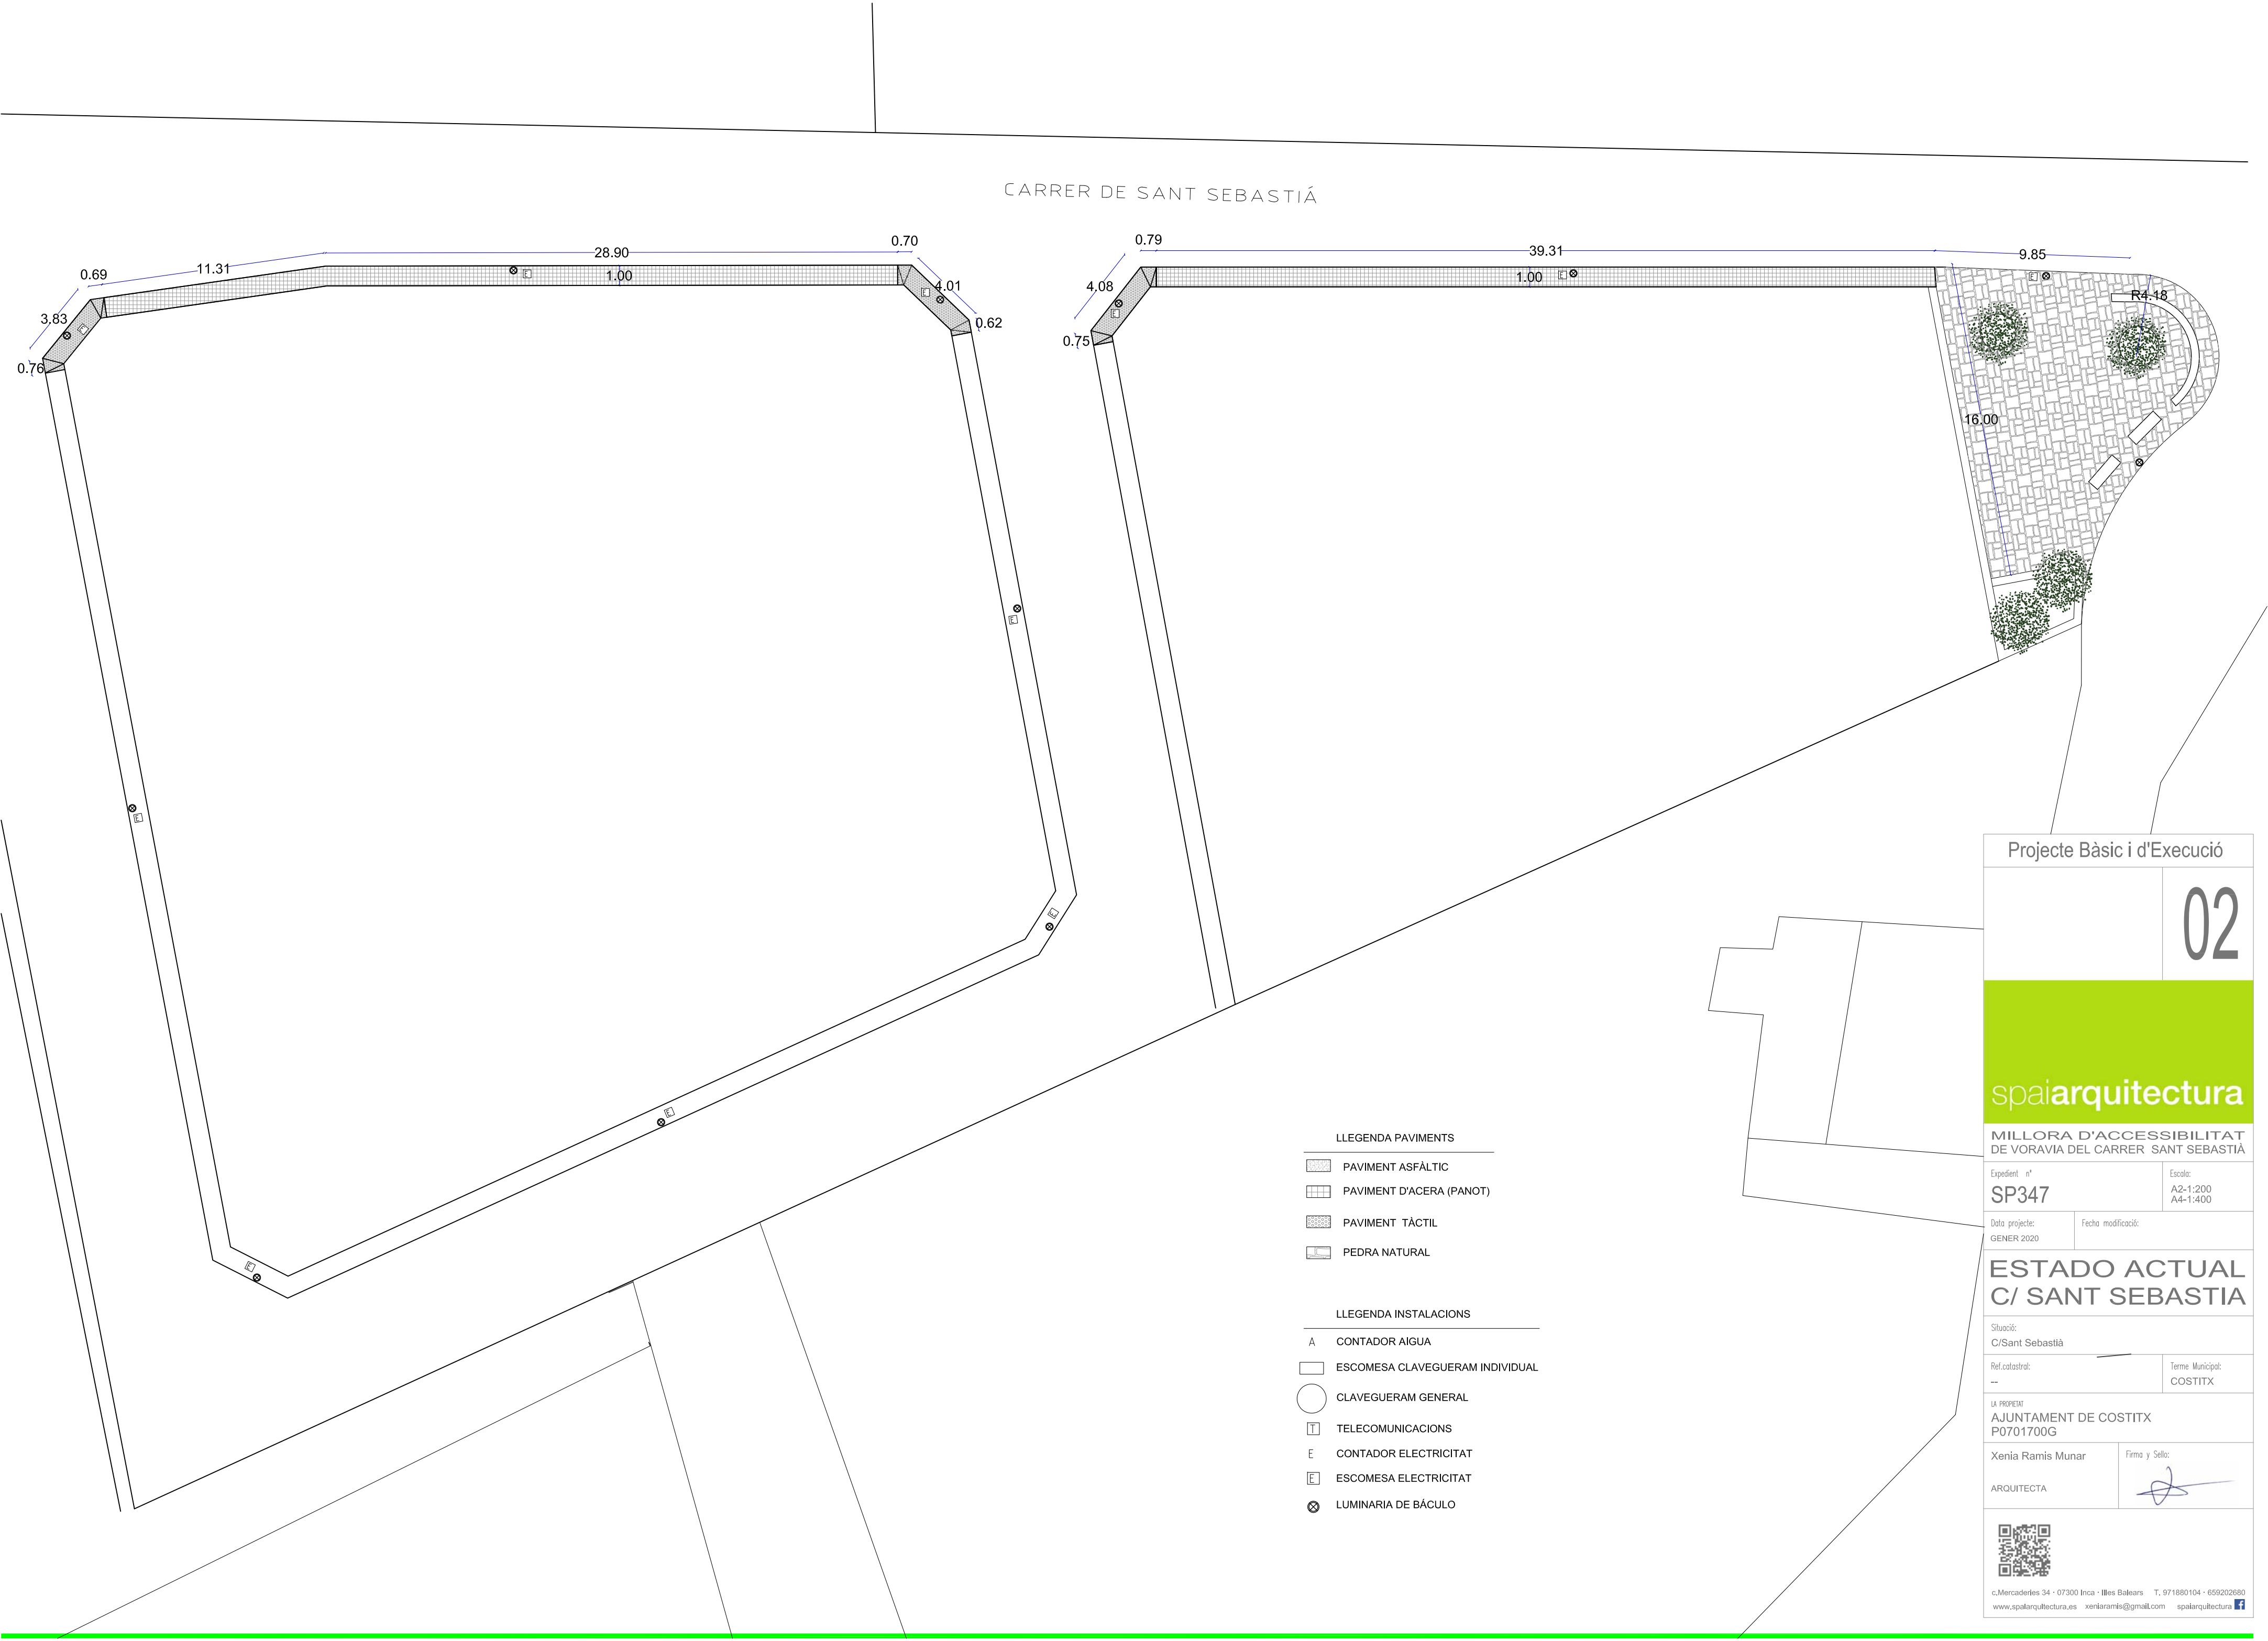 CARRER DE SANT SEBASTIÁ
0.79
0.70
39.31
28.90
9.85
11.31
0.69
1.00
1.00
4.01
4.08
R4.18
3.83
0.62
0.75
0.76
16.00
E
E
E
E
E
E
E
E
E
E
E
E
LLEGENDA PAVIMENTS
PAVIMENT ASFÀLTIC
PAVIMENT D'ACERA (PANOT)
PAVIMENT TÀCTIL
PEDRA NATURAL
LLEGENDA INSTALACIONS
A CONTADOR AIGUA
ESCOMESA CLAVEGUERAM INDIVIDUAL
CLAVEGUERAM GENERAL
T TELECOMUNICACIONS
E CONTADOR ELECTRICITAT
E ESCOMESA ELECTRICITAT
LUMINARIA DE BÁCULO
Projecte Bàsic i d'Execució
02
spaiarquitectura
MILLORA D'ACCESSIBILITAT
DE VORAVIA DEL CARRER SANT SEBASTIÀ
Expedient nº
SP347
Escala:
A2-1:200
A4-1:400
Data projecte:
GENER 2020
Fecha modificació:
ESTADO ACTUAL
C/ SANT SEBASTIA
Situació:
C/Sant Sebastià
Ref.catastral:
--
Terme Municipal:
COSTITX
LA PROPIETAT
AJUNTAMENT DE COSTITX
P0701700G
Xenia Ramis Munar
ARQUITECTA
Firma y Sello:
c.Mercaderies 34 · 07300 Inca · Illes Balears T. 971880104 · 659202680
www.spaiarquitectura.es xeniaramis@gmail.com spaiarquitectura f